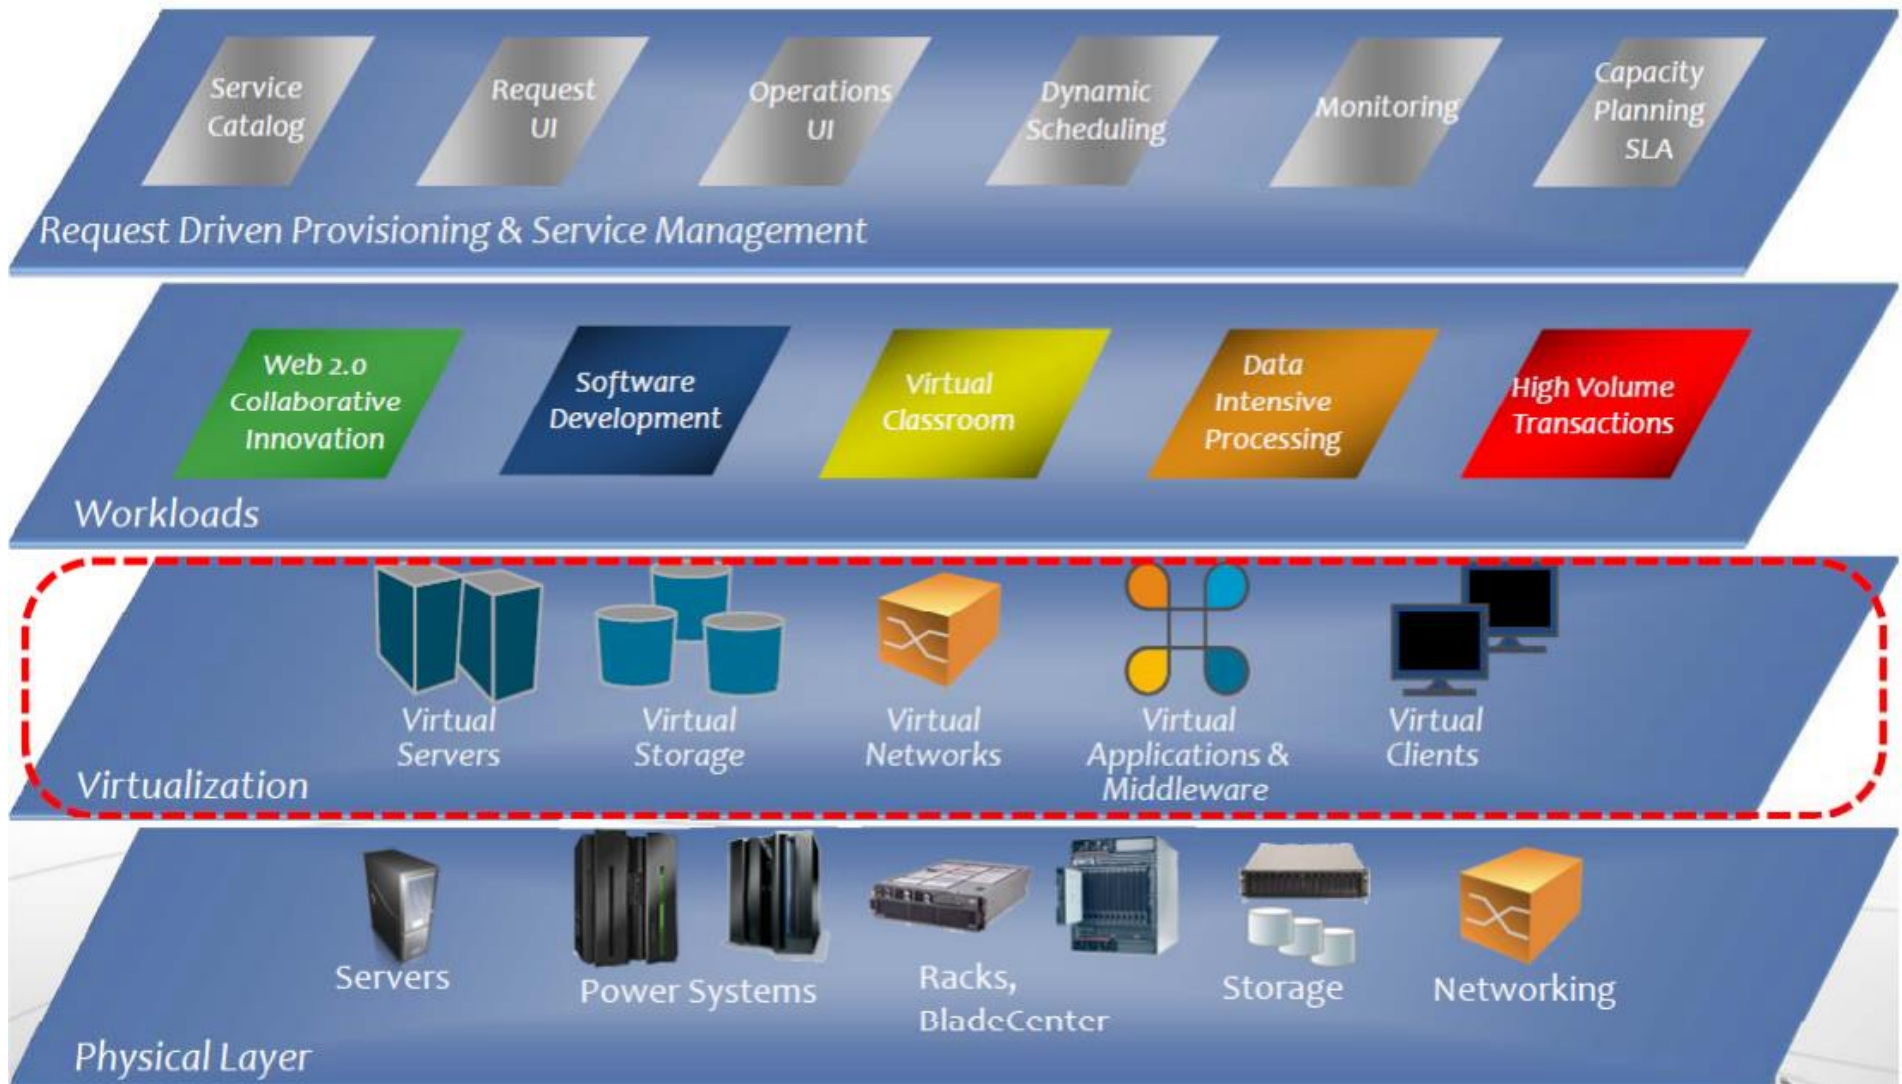 Service
Catalog
Request
UI
Operations
UI
Dynamic
Scheduling
Monitoring
Capacity
Planning
SLA
Request Driven Provisioning & Service Management
Web 2.0
Collaborative
Innovation
Software
Development
Virtual
Classroom
Data
Intensive
Processing
High Volume
Transactions
Workloads
Virtual
Servers
Virtual
Storage
Virtual
Networks
Virtual
Applications &
Middleware
Virtual
Clients
Virtualization
Servers
Power Systems
Racks,
BladeCenter
Storage
Networking
Physical Layer